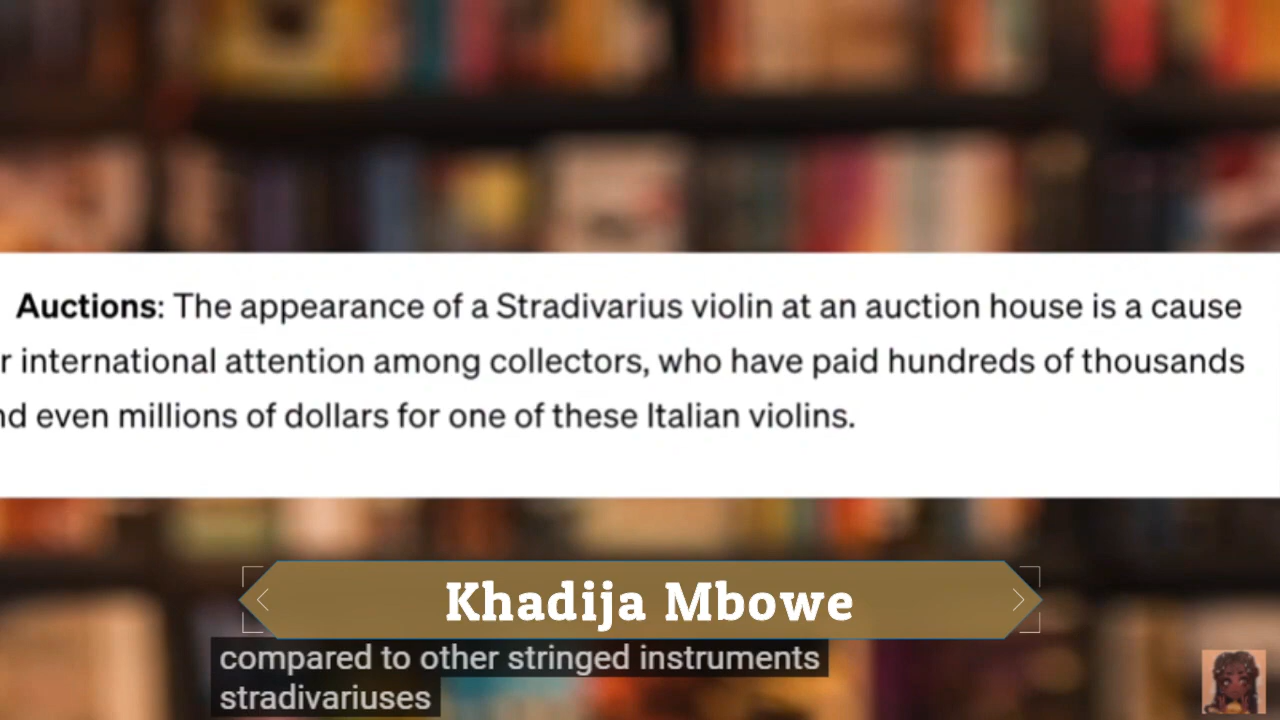 Auctions: The appearance of a Stradivarius violin at an auction house is a cause
r international attention among collectors, who have paid hundreds of thousands
nd even millions of dollars for one of these Italian violins.
Khadija Mbowe
compared to other stringed instruments
stradivariuses